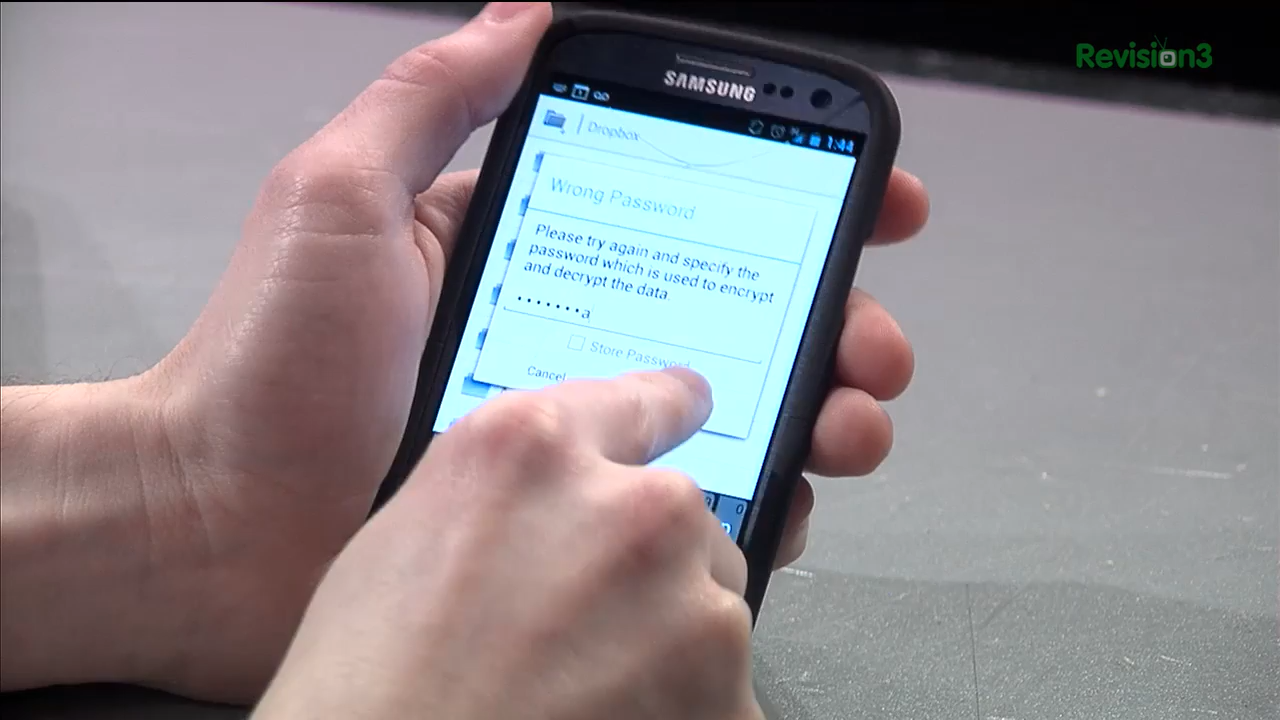 Revision3
SAMSUNG
1:44
Dropbox
Wrong Password
Please try again and specify the
password which is used to encrypt
and decrypt the data.
•••••••a
Store Password
Cancel
0